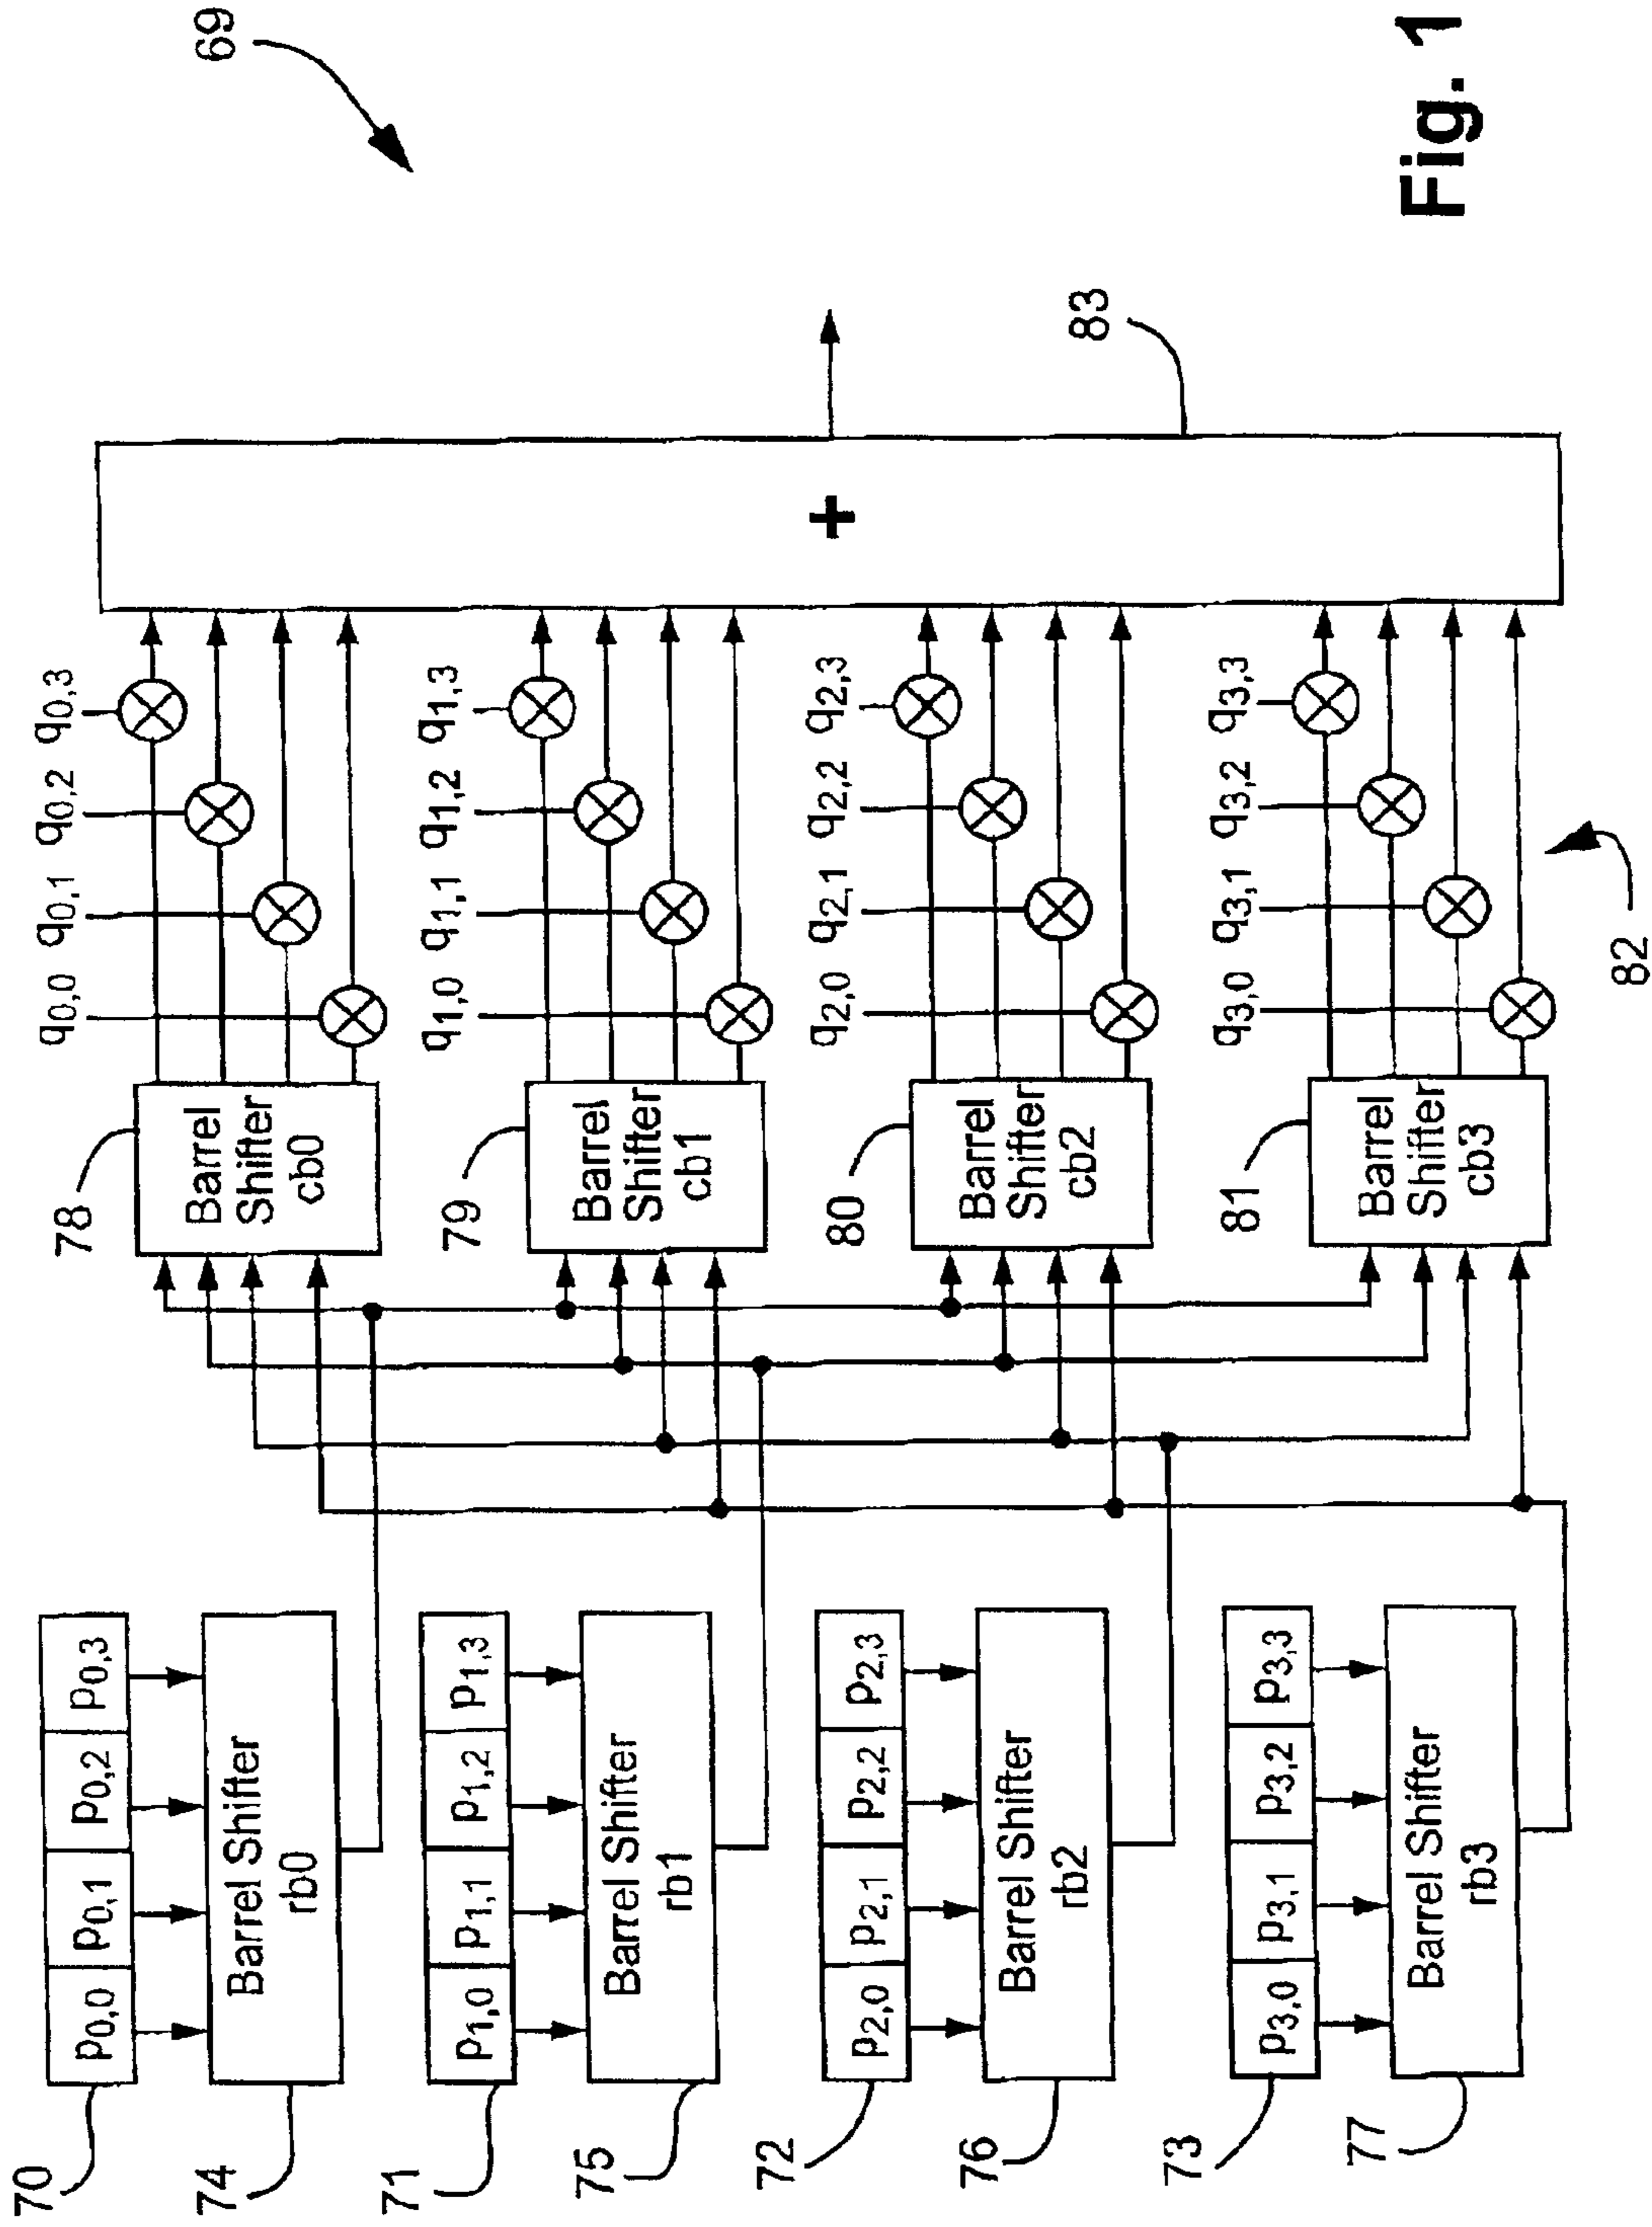 69
70
p0,0 p0,1 p0,2 p0,3
74
Barrel Shifter
rb0
71
p1,0 p1,1 p1,2 p1,3
75
Barrel Shifter
rb1
72
p2,0 p2,1 p2,2 p2,3
76
Barrel Shifter
rb2
73
p3,0 p3,1 p3,2 p3,3
77
Barrel Shifter
rb3
78
Barrel
Shifter
cb0
q0,0 q0,1 q0,2 q0,3
79
Barrel
Shifter
cb1
q1,0 q1,1 q1,2 q1,3
80
Barrel
Shifter
cb2
q2,0 q2,1 q2,2 q2,3
81
Barrel
Shifter
cb3
q3,0 q3,1 q3,2 q3,3
82
+
83
Fig. 1